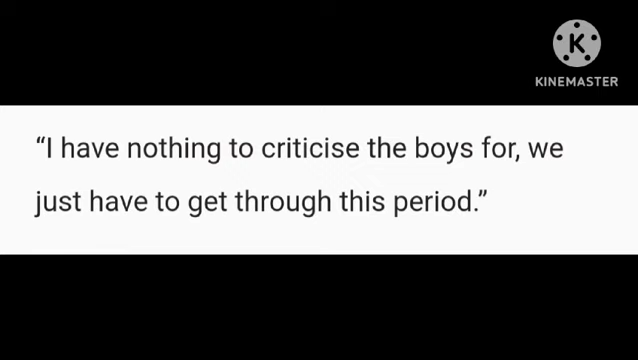 KINEMASTER
“I have nothing to criticise the boys for, we
just have to get through this period.”